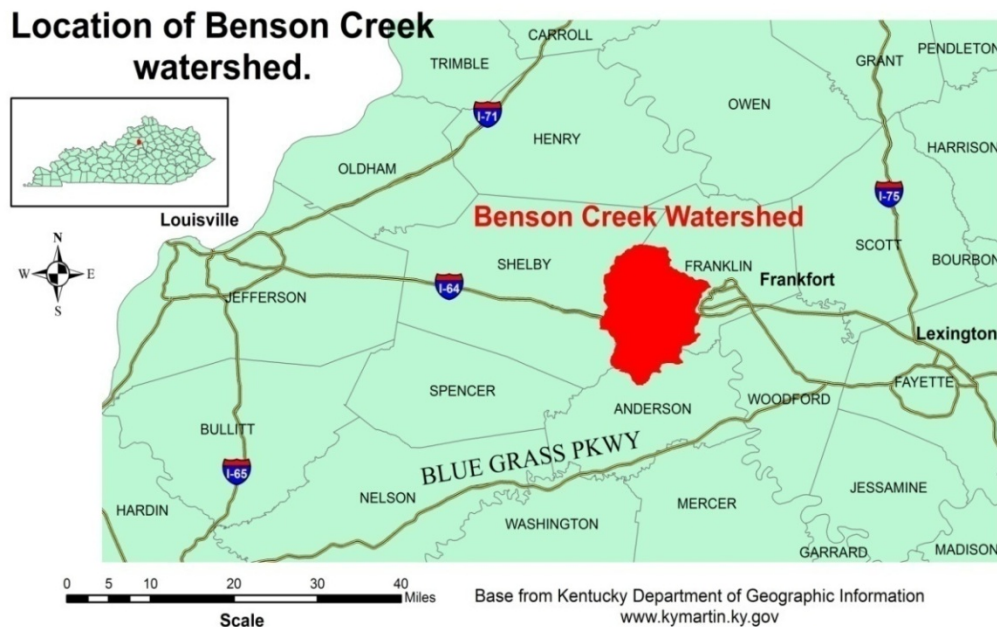 Location of Benson Creek
watershed.
CARROLL
TRIMBLE
PENDLETON
GRANT
OWEN
I-71
HENRY
HARRISON
OLDHAM
I-75
Louisville
Benson Creek Watershed
N
W E
S
SHELBY
FRANKLIN
SCOTT
BOURBON
Frankfort
I-64
JEFFERSON
Lexington
SPENCER
ANDERSON
WOODFORD
FAYETTE
BULLITT
BLUE GRASS PKWY
I-65
NELSON
JESSAMINE
HARDIN
MERCER
WASHINGTON
GARRARD
MADISON
0 5 10 20 30 40
Miles
Scale
Base from Kentucky Department of Geographic Information
www.kymartin.ky.gov